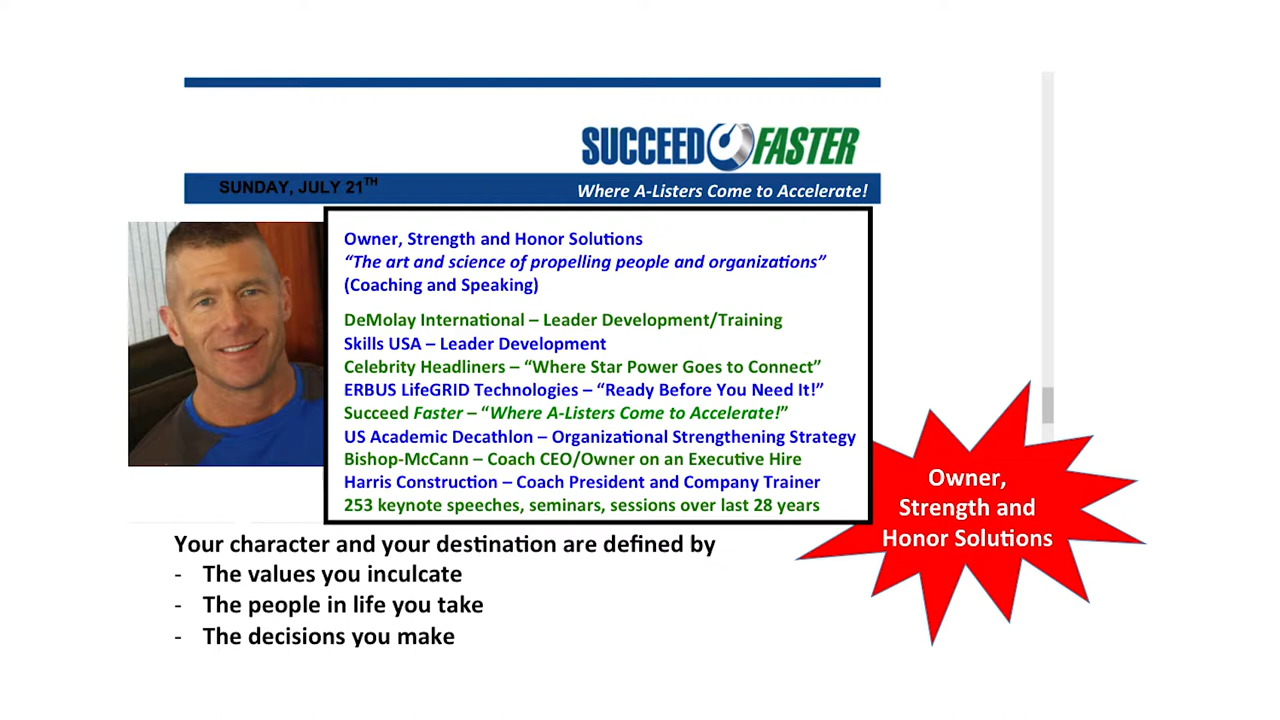 SUCCEED FASTER
SUNDAY, JULY 21TH
Where A-Listers Come to Accelerate!
Owner, Strength and Honor Solutions
“The art and science of propelling people and organizations”
(Coaching and Speaking)
DeMolay International – Leader Development/Training
Skills USA – Leader Development
Celebrity Headliners – “Where Star Power Goes to Connect”
ERBUS LifeGRID Technologies – “Ready Before You Need It!”
Succeed Faster – “Where A-Listers Come to Accelerate!”
US Academic Decathlon – Organizational Strengthening Strategy
Bishop-McCann – Coach CEO/Owner on an Executive Hire
Harris Construction – Coach President and Company Trainer
253 keynote speeches, seminars, sessions over last 28 years
Owner,
Strength and
Honor Solutions
Your character and your destination are defined by
- The values you inculcate
- The people in life you take
- The decisions you make